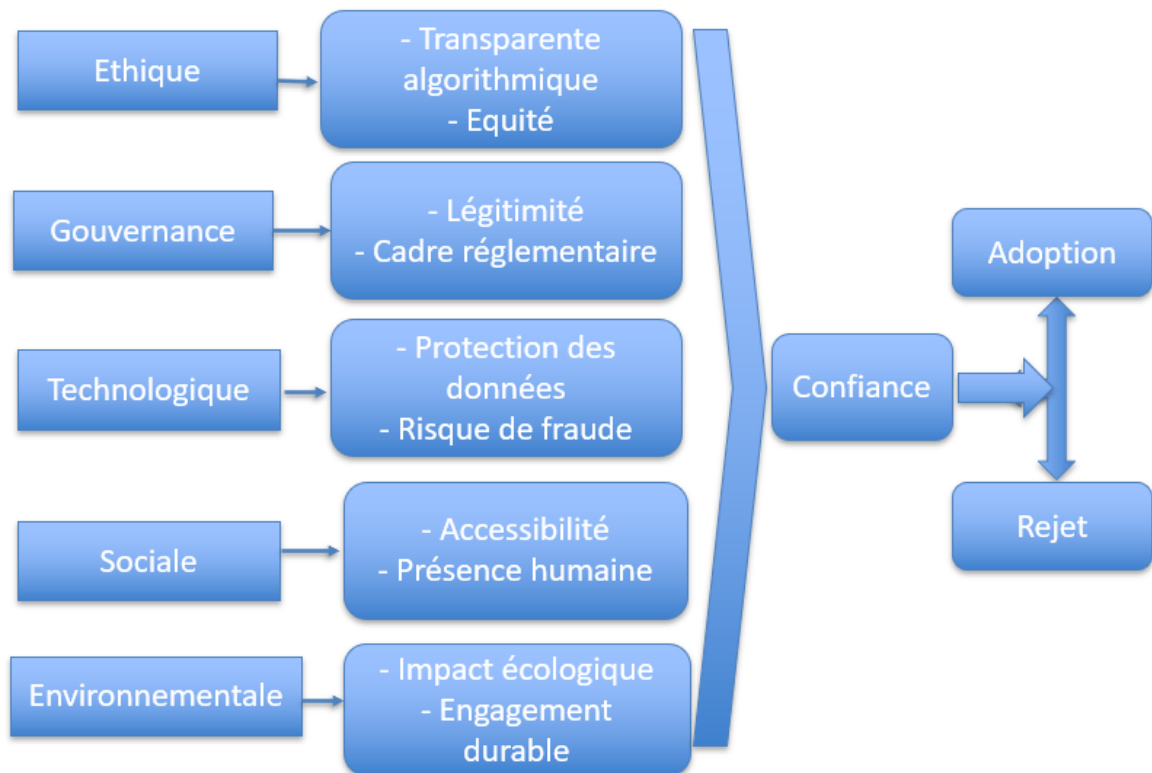 Ethique
- Transparente
algorithmique
- Equité
Gouvernance
- Légitimité
- Cadre réglementaire
Technologique
- Protection des
données
- Risque de fraude
Sociale
- Accessibilité
- Présence humaine
Environnementale
- Impact écologique
- Engagement
durable
Confiance
Adoption
Rejet